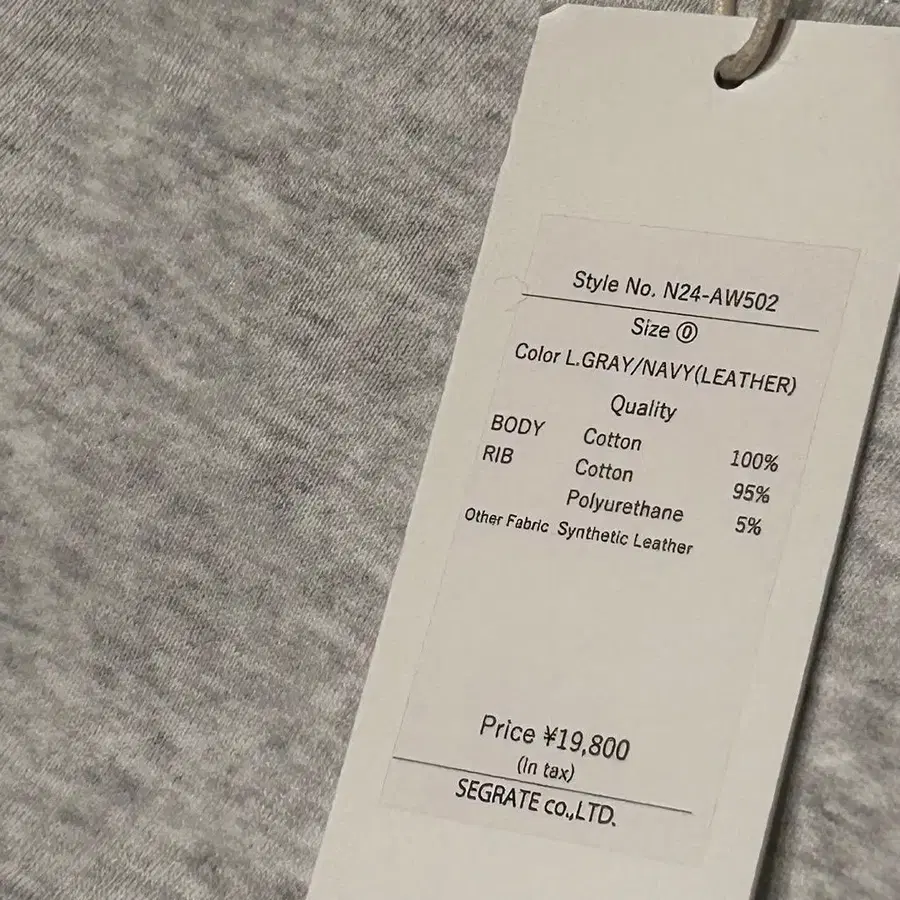 Style No. N24-AW502
Size ⓪
Color L.GRAY/NAVY(LEATHER)
Quality
BODY Cotton 100%
RIB Cotton 95%
Polyurethane 5%
Other Fabric Synthetic Leather
Price ¥19,800
(In tax)
SEGRATE co.,LTD.